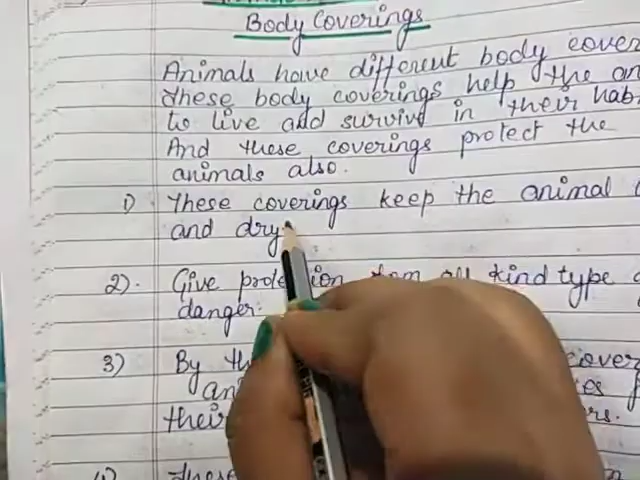 Body Coverings
Animals have different body cover
These body coverings help the an
to live and survive in their hab
And these coverings protect the
animals also.
1) These coverings keep the animal
and dry
2). Give from all kind type
danger.
3) By cover
their
These